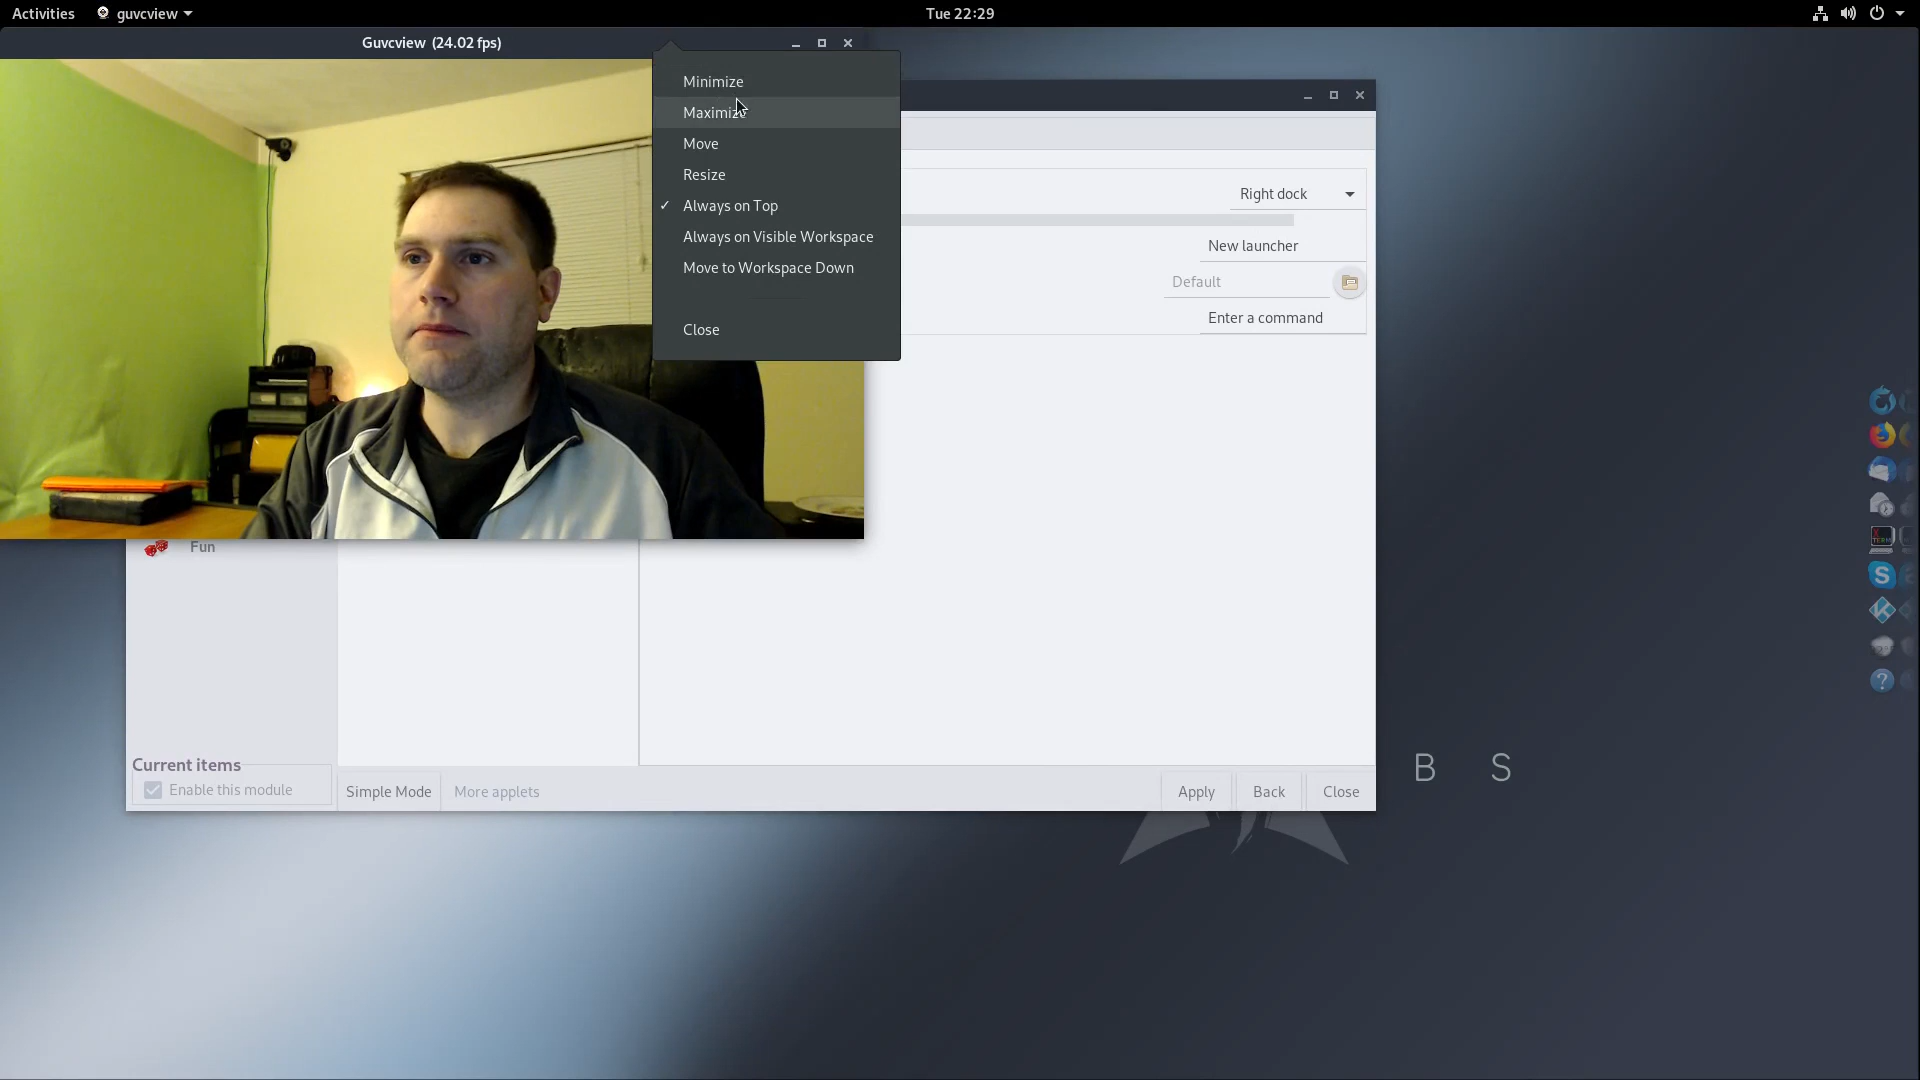 Activities guvcview Tue 22:29
Guvcview (24.02 fps)
Minimize
Maximize
Move
Resize
✓ Always on Top
Always on Visible Workspace
Move to Workspace Down
Close
Right dock
New launcher
Default
Enter a command
Fun
Current items
Enable this module
Simple Mode More applets Apply Back Close
B S